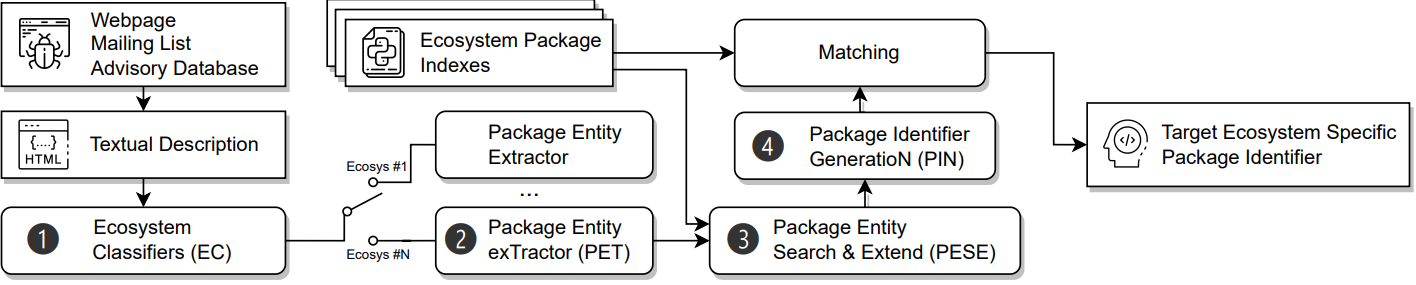 Webpage
Mailing List
Advisory Database
{....}
HTML
Textual Description
1
Ecosystem
Classifiers (EC)
Ecosys #1
Ecosys #N
Ecosystem Package
Indexes
Package Entity
Extractor
...
2
Package Entity
exTractor (PET)
3
Package Entity
Search & Extend (PESE)
4
Package Identifier
GeneratioN (PIN)
Matching
</>
Target Ecosystem Specific
Package Identifier